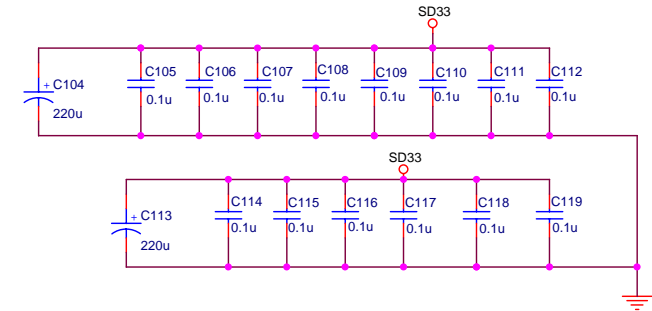 SD33
+ C104
220u
C105
0.1u
C106
0.1u
C107
0.1u
C108
0.1u
C109
0.1u
C110
0.1u
C111
0.1u
C112
0.1u
SD33
+ C113
220u
C114
0.1u
C115
0.1u
C116
0.1u
C117
0.1u
C118
0.1u
C119
0.1u